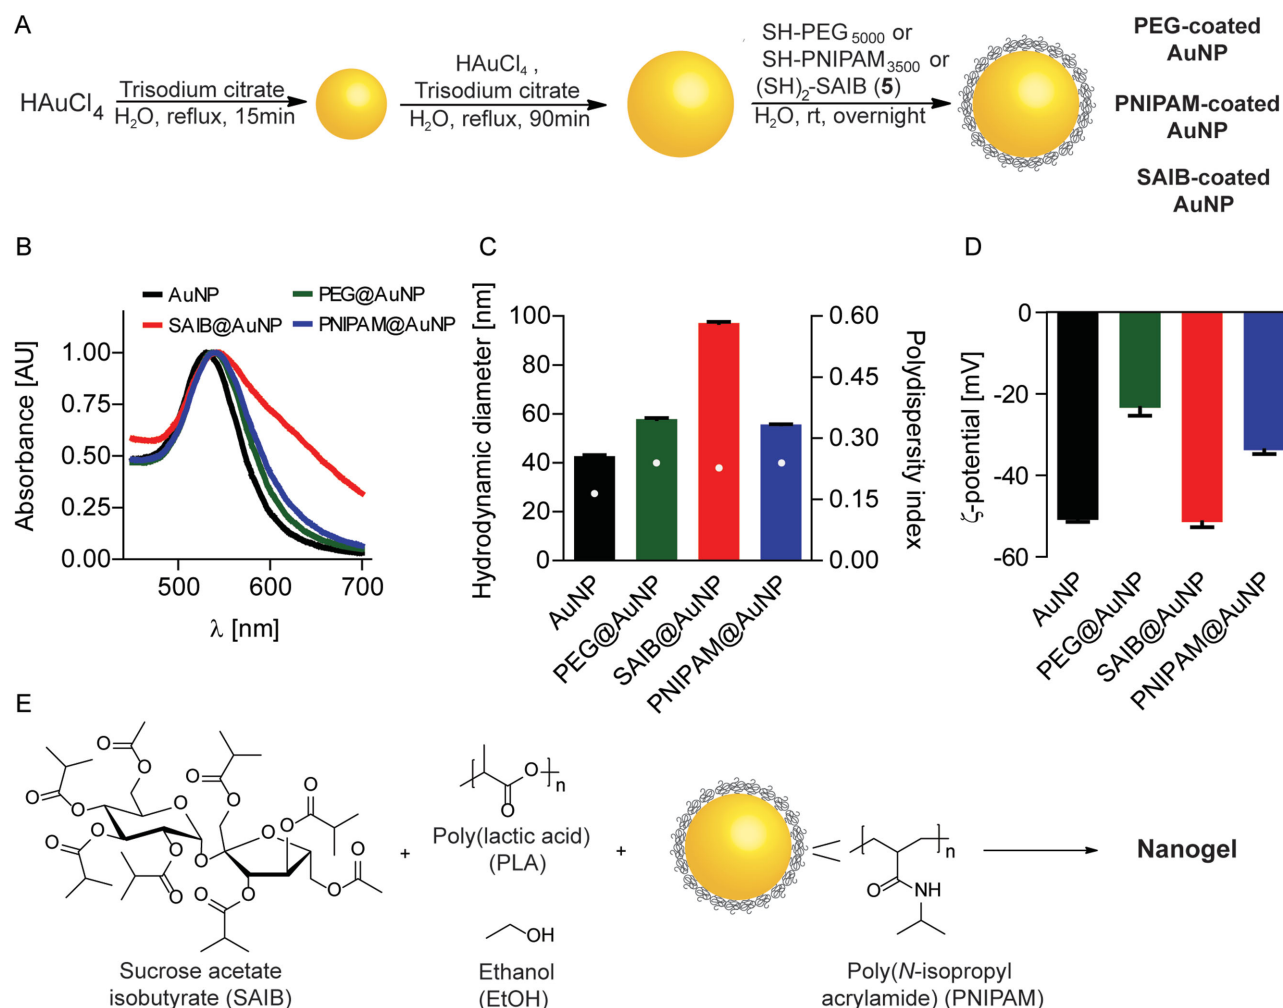 A
HAuCl4
Trisodium citrate
H2O, reflux, 15min
HAuCl4 ,
Trisodium citrate
H2O, reflux, 90min
SH-PEG5000 or
SH-PNIPAM3500 or
(SH)2-SAIB (5)
H2O, rt, overnight
PEG-coated
AuNP
PNIPAM-coated
AuNP
SAIB-coated
AuNP
B
AuNP
PEG@AuNP
SAIB@AuNP
PNIPAM@AuNP
Absorbance [AU]
1.00
0.75
0.50
0.25
0.00
500
600
700
λ [nm]
C
Hydrodynamic diameter [nm]
100
80
60
40
20
0
0.60
0.45
0.30
0.15
0.00
Polydispersity index
AuNP
PEG@AuNP
SAIB@AuNP
PNIPAM@AuNP
D
ζ-potential [mV]
0
-20
-40
-60
AuNP
PEG@AuNP
SAIB@AuNP
PNIPAM@AuNP
E
O O O O O O O O O O O O O O O O O O O
Sucrose acetate
isobutyrate (SAIB)
+
O
O
n
Poly(lactic acid)
(PLA)
OH
Ethanol
(EtOH)
+
n
O
NH
Poly(N-isopropyl
acrylamide) (PNIPAM)
Nanogel